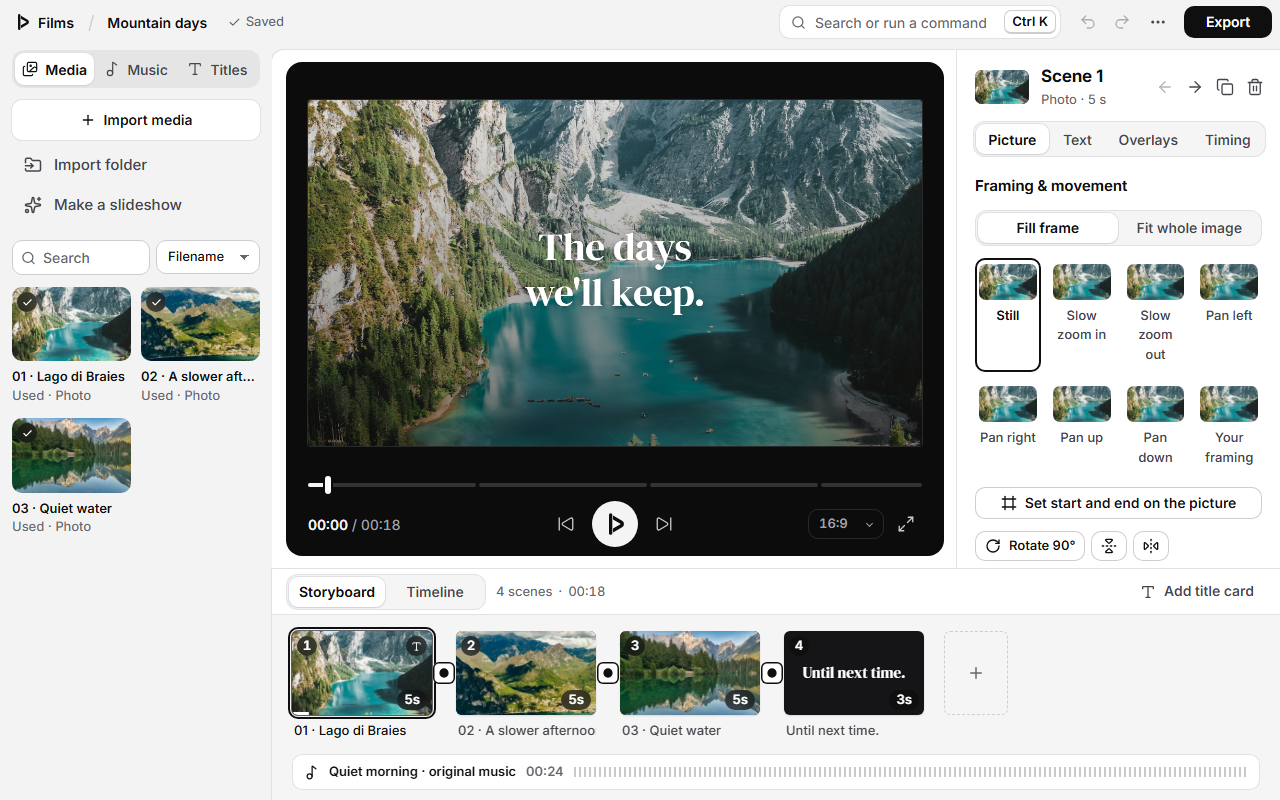 Films / Mountain days
Saved
Search or run a command
Ctrl K
Export
Media
Music
Titles
Import media
Import folder
Make a slideshow
Search
Filename
01 · Lago di Braies
Used · Photo
02 · A slower aft...
Used · Photo
03 · Quiet water
Used · Photo
The days
we'll keep.
00:00 / 00:18
16:9
Scene 1
Photo · 5 s
Picture
Text
Overlays
Timing
Framing & movement
Fill frame
Fit whole image
Still
Slow
zoom in
Slow
zoom
out
Pan left
Pan right
Pan up
Pan
down
Your
framing
Set start and end on the picture
Rotate 90°
Storyboard
Timeline
4 scenes · 00:18
Add title card
1
T
5s
01 · Lago di Braies
2
5s
02 · A slower afternoo
3
5s
03 · Quiet water
4
Until next time.
3s
Until next time.
Quiet morning · original music 00:24